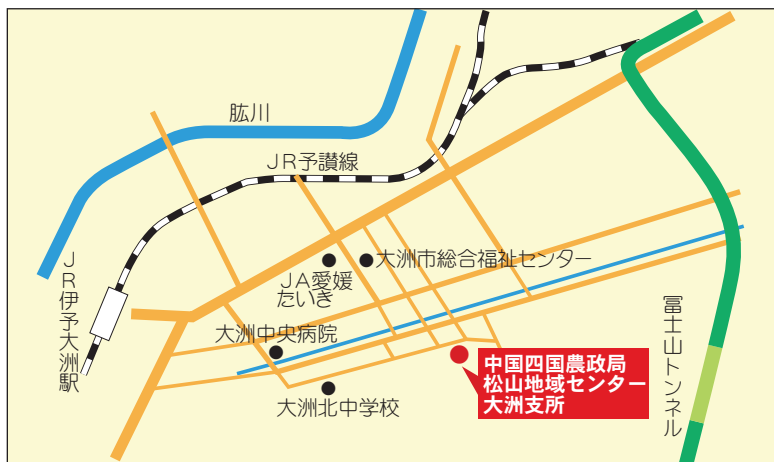 肱川
JR予讃線
JR伊予大洲駅
JA愛媛
たいき
大洲市総合福祉センター
大洲中央病院
大洲北中学校
中国四国農政局
松山地域センター
大洲支所
冨士山トンネル